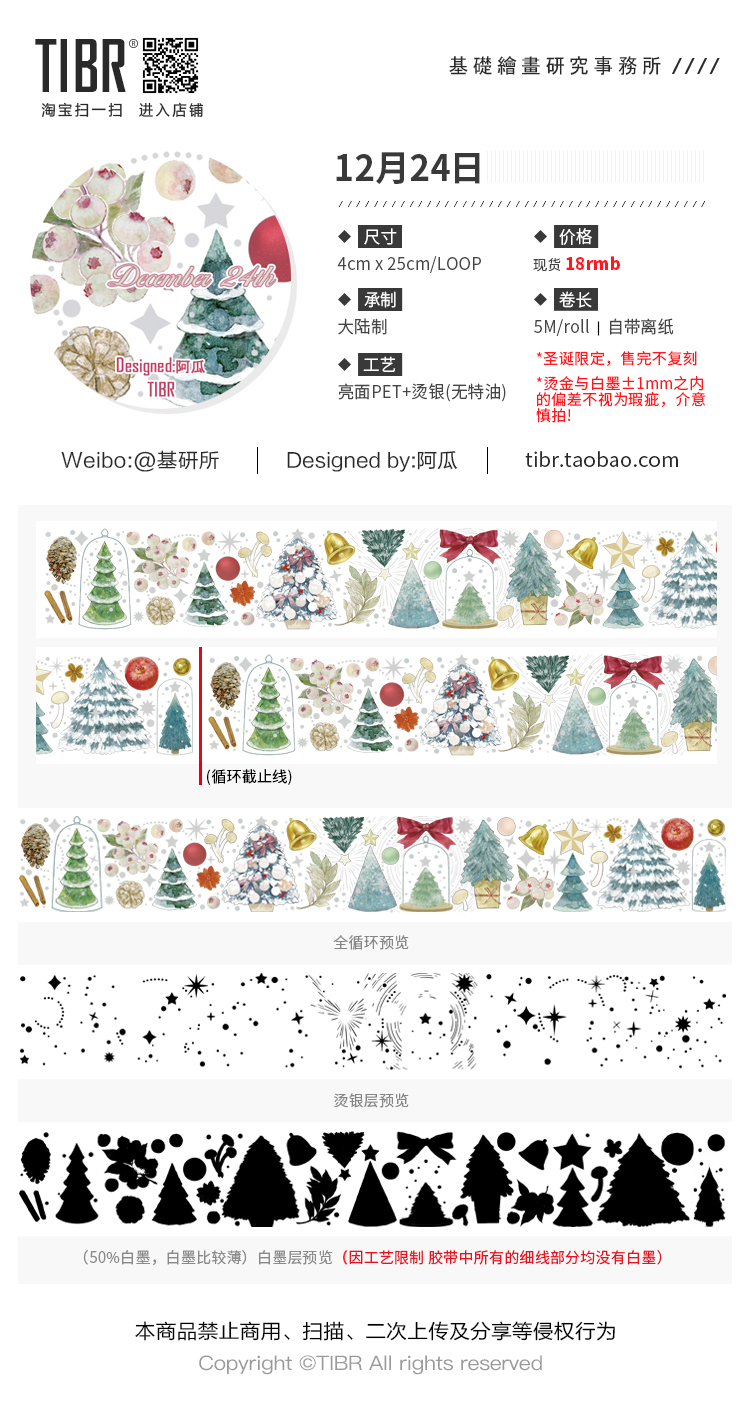 TIBR®
淘宝扫一扫 进入店铺
基礎繪畫研究事務所 ////
December 24th
Designed:阿瓜
TIBR
12月24日
尺寸
4cm x 25cm/LOOP
价格
现货 18rmb
承制
大陆制
卷长
5M/roll | 自带离纸
工艺
亮面PET+烫银(无特油)
*圣诞限定，售完不复刻
*烫金与白墨±1mm之内
的偏差不视为瑕疵，介意
慎拍!
Weibo:@基研所
Designed by:阿瓜
tibr.taobao.com
(循环截止线)
全循环预览
烫银层预览
（50%白墨，白墨比较薄）白墨层预览（因工艺限制 胶带中所有的细线部分均没有白墨）
本商品禁止商用、扫描、二次上传及分享等侵权行为
Copyright ©TIBR All rights reserved